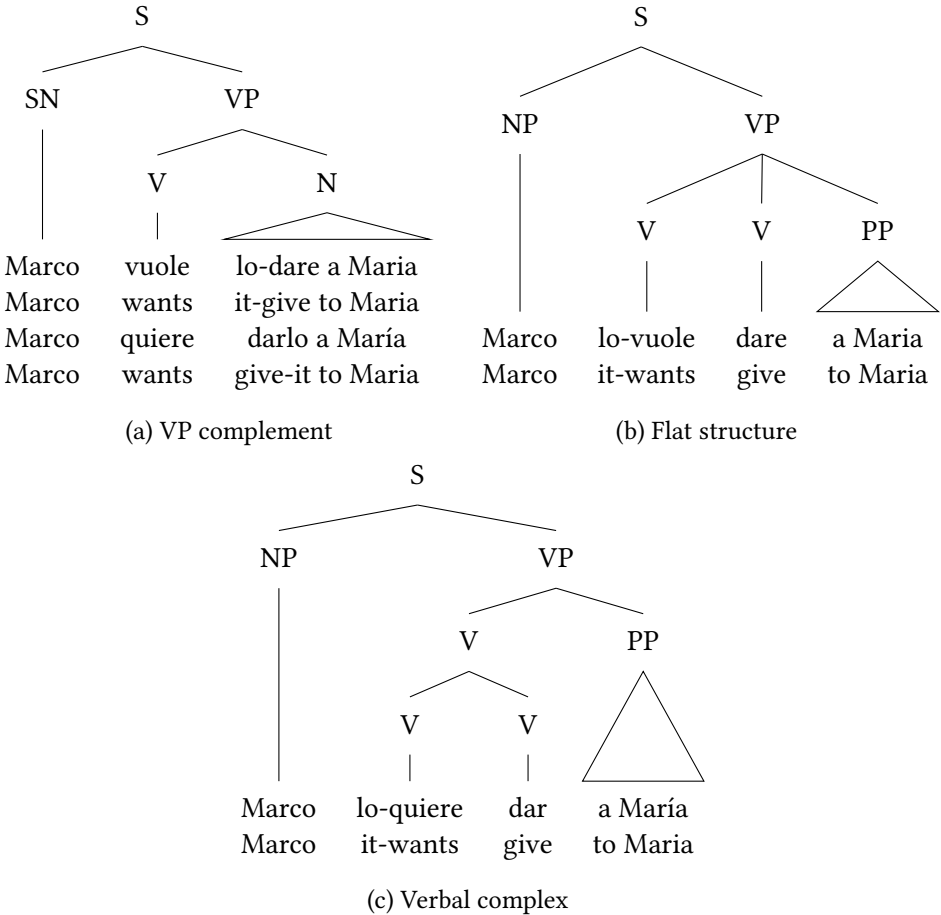 S
SN VP
V N
Marco vuole lo-dare a Maria
Marco wants it-give to Maria
Marco quiere darlo a María
Marco wants give-it to Maria
(a) VP complement
S
NP VP
V V PP
Marco lo-vuole dare a Maria
Marco it-wants give to Maria
(b) Flat structure
S
NP VP
V PP
V V
Marco lo-quiere dar a María
Marco it-wants give to Maria
(c) Verbal complex